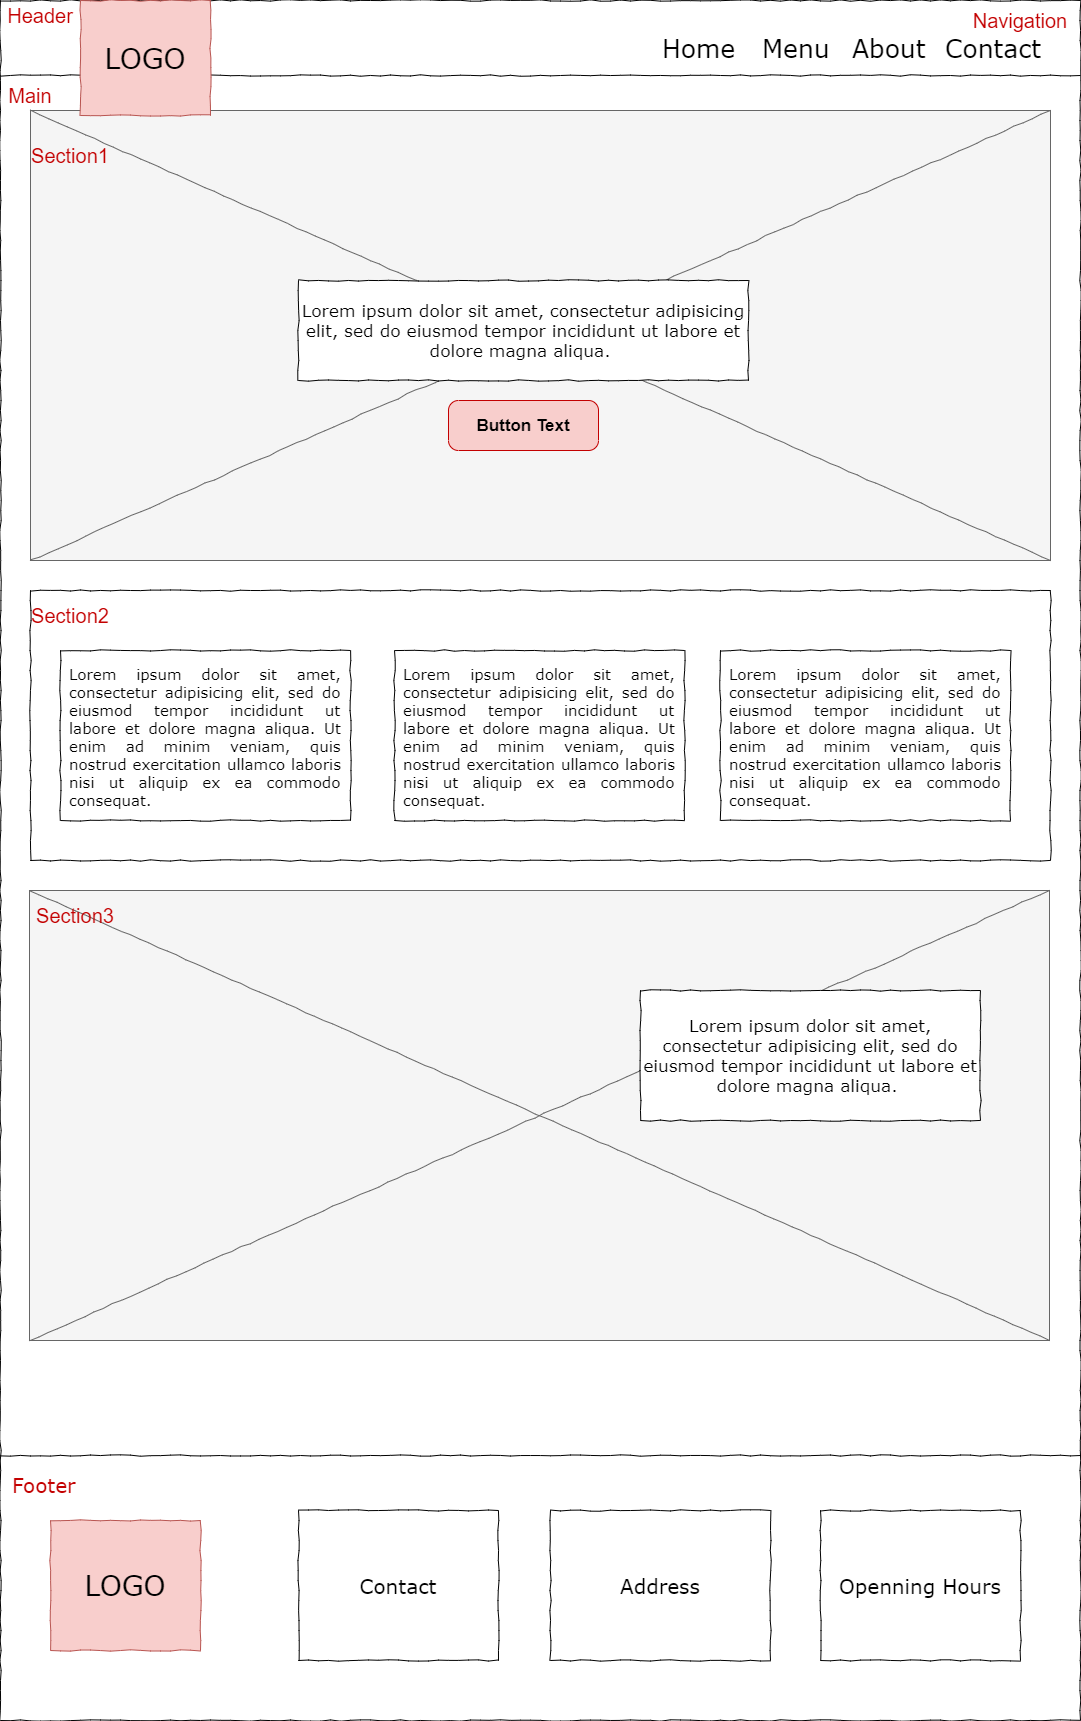 Header
LOGO
Navigation
Home Menu About Contact
Main
Section1
Lorem ipsum dolor sit amet, consectetur adipisicing
elit, sed do eiusmod tempor incididunt ut labore et
dolore magna aliqua.
Button Text
Section2
Lorem ipsum dolor sit amet,
consectetur adipisicing elit, sed do
eiusmod tempor incididunt ut
labore et dolore magna aliqua. Ut
enim ad minim veniam, quis
nostrud exercitation ullamco laboris
nisi ut aliquip ex ea commodo
consequat.
Lorem ipsum dolor sit amet,
consectetur adipisicing elit, sed do
eiusmod tempor incididunt ut
labore et dolore magna aliqua. Ut
enim ad minim veniam, quis
nostrud exercitation ullamco laboris
nisi ut aliquip ex ea commodo
consequat.
Lorem ipsum dolor sit amet,
consectetur adipisicing elit, sed do
eiusmod tempor incididunt ut
labore et dolore magna aliqua. Ut
enim ad minim veniam, quis
nostrud exercitation ullamco laboris
nisi ut aliquip ex ea commodo
consequat.
Section3
Lorem ipsum dolor sit amet,
consectetur adipisicing elit, sed do
eiusmod tempor incididunt ut labore et
dolore magna aliqua.
Footer
LOGO
Contact
Address
Openning Hours